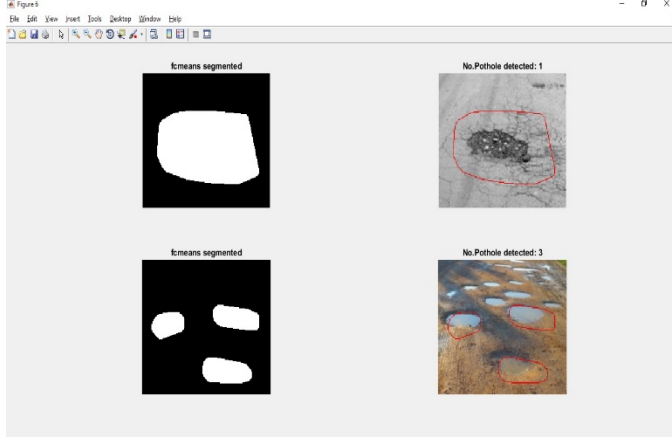 Figure 6
File Edit View Insert Tools Desktop Window Help
fcmeans segmented
No.Pothole detected: 1
fcmeans segmented
No.Pothole detected: 3